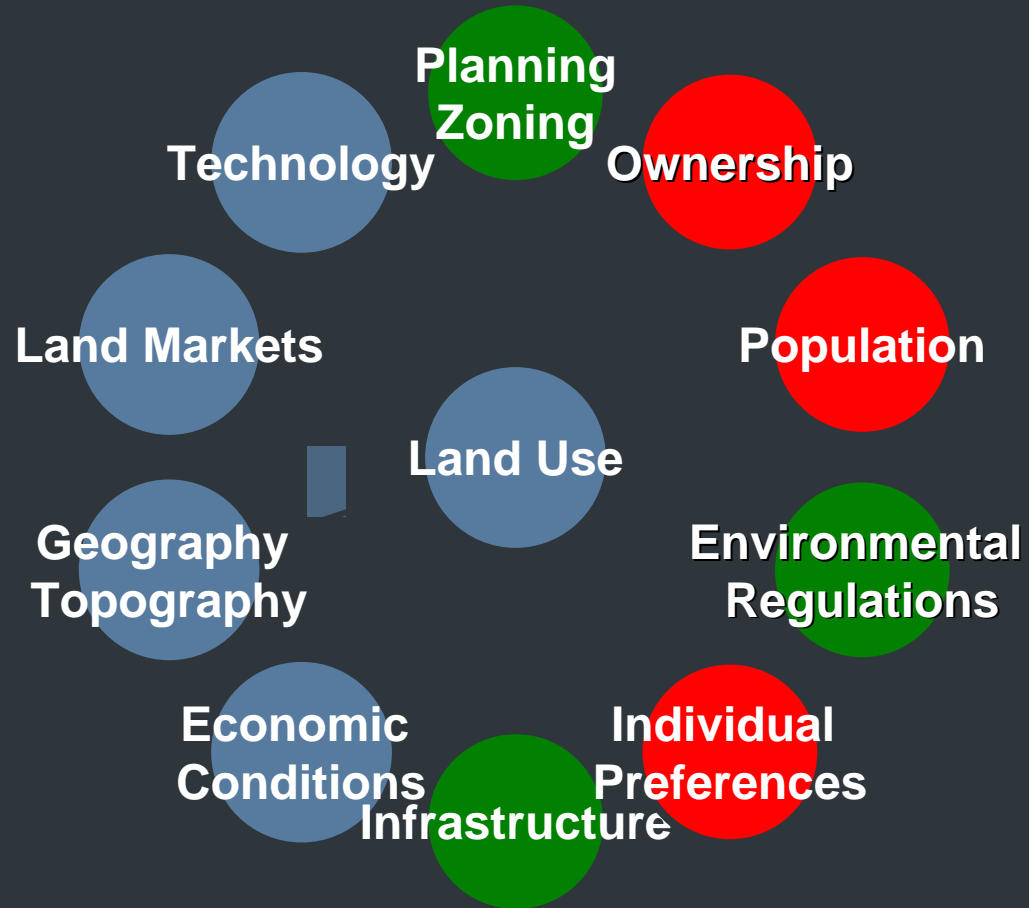 Planning
Zoning
Technology
Ownership
Land Markets
Population
Land Use
Geography
Topography
Environmental
Regulations
Economic
Conditions
Individual
Preferences
Infrastructure